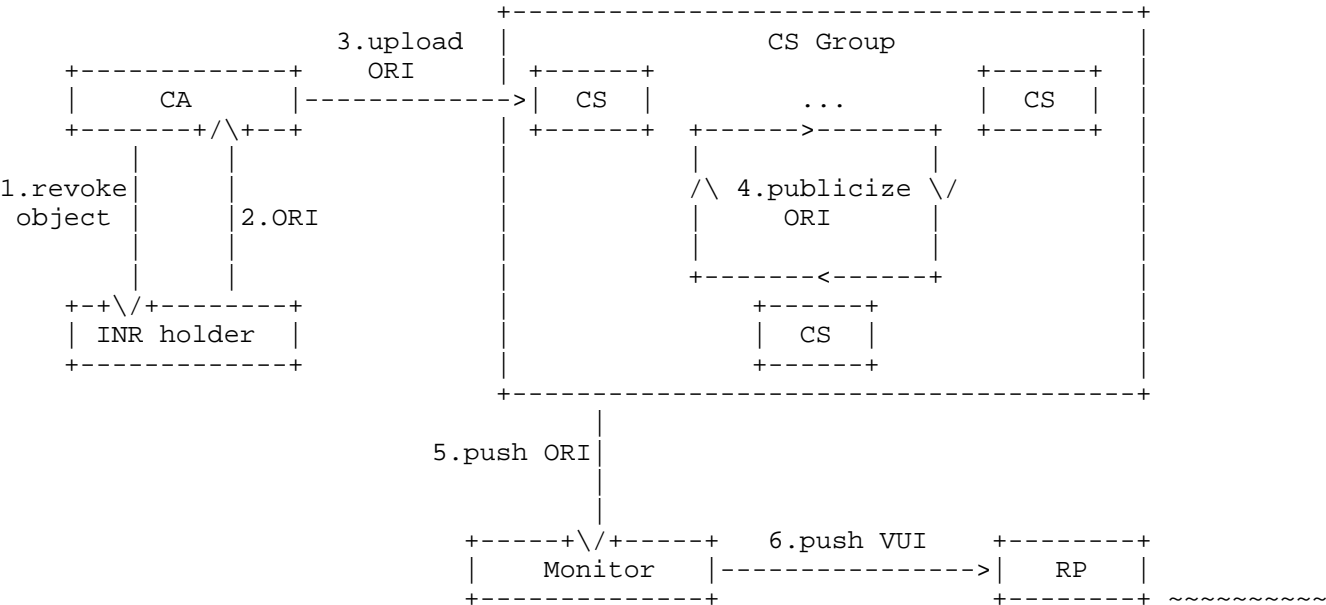 3.upload
CS Group
ORI
CA
CS
...
CS
1.revoke
4.publicize
object
2.ORI
ORI
INR holder
CS
5.push ORI
6.push VUI
Monitor
RP
~~~~~~~~~~